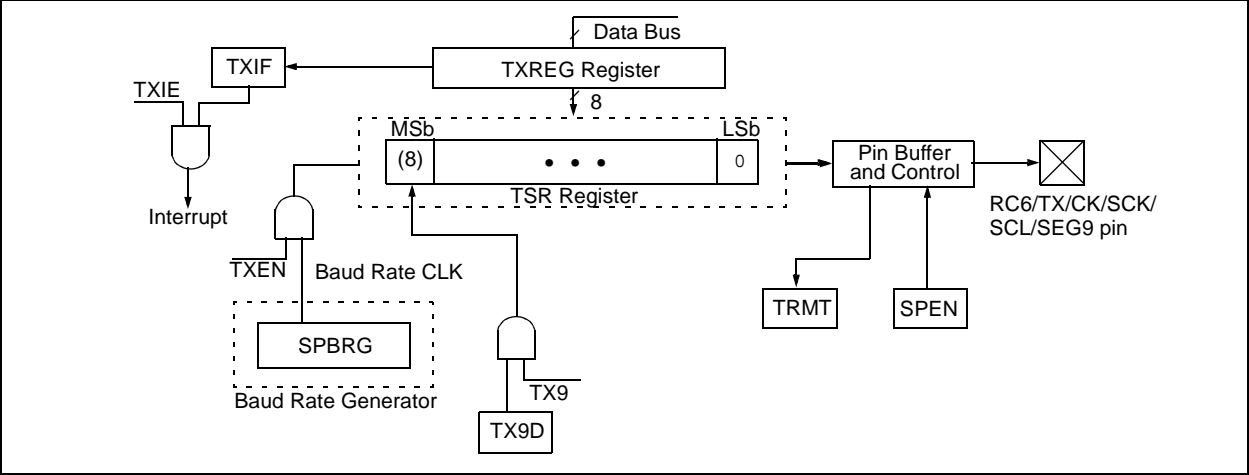 Data Bus
TXIF
TXREG Register
TXIE
8
MSb
LSb
(8)
• • •
0
Pin Buffer
and Control
TSR Register
Interrupt
RC6/TX/CK/SCK/
SCL/SEG9 pin
TXEN
Baud Rate CLK
TRMT
SPEN
SPBRG
TX9
Baud Rate Generator
TX9D